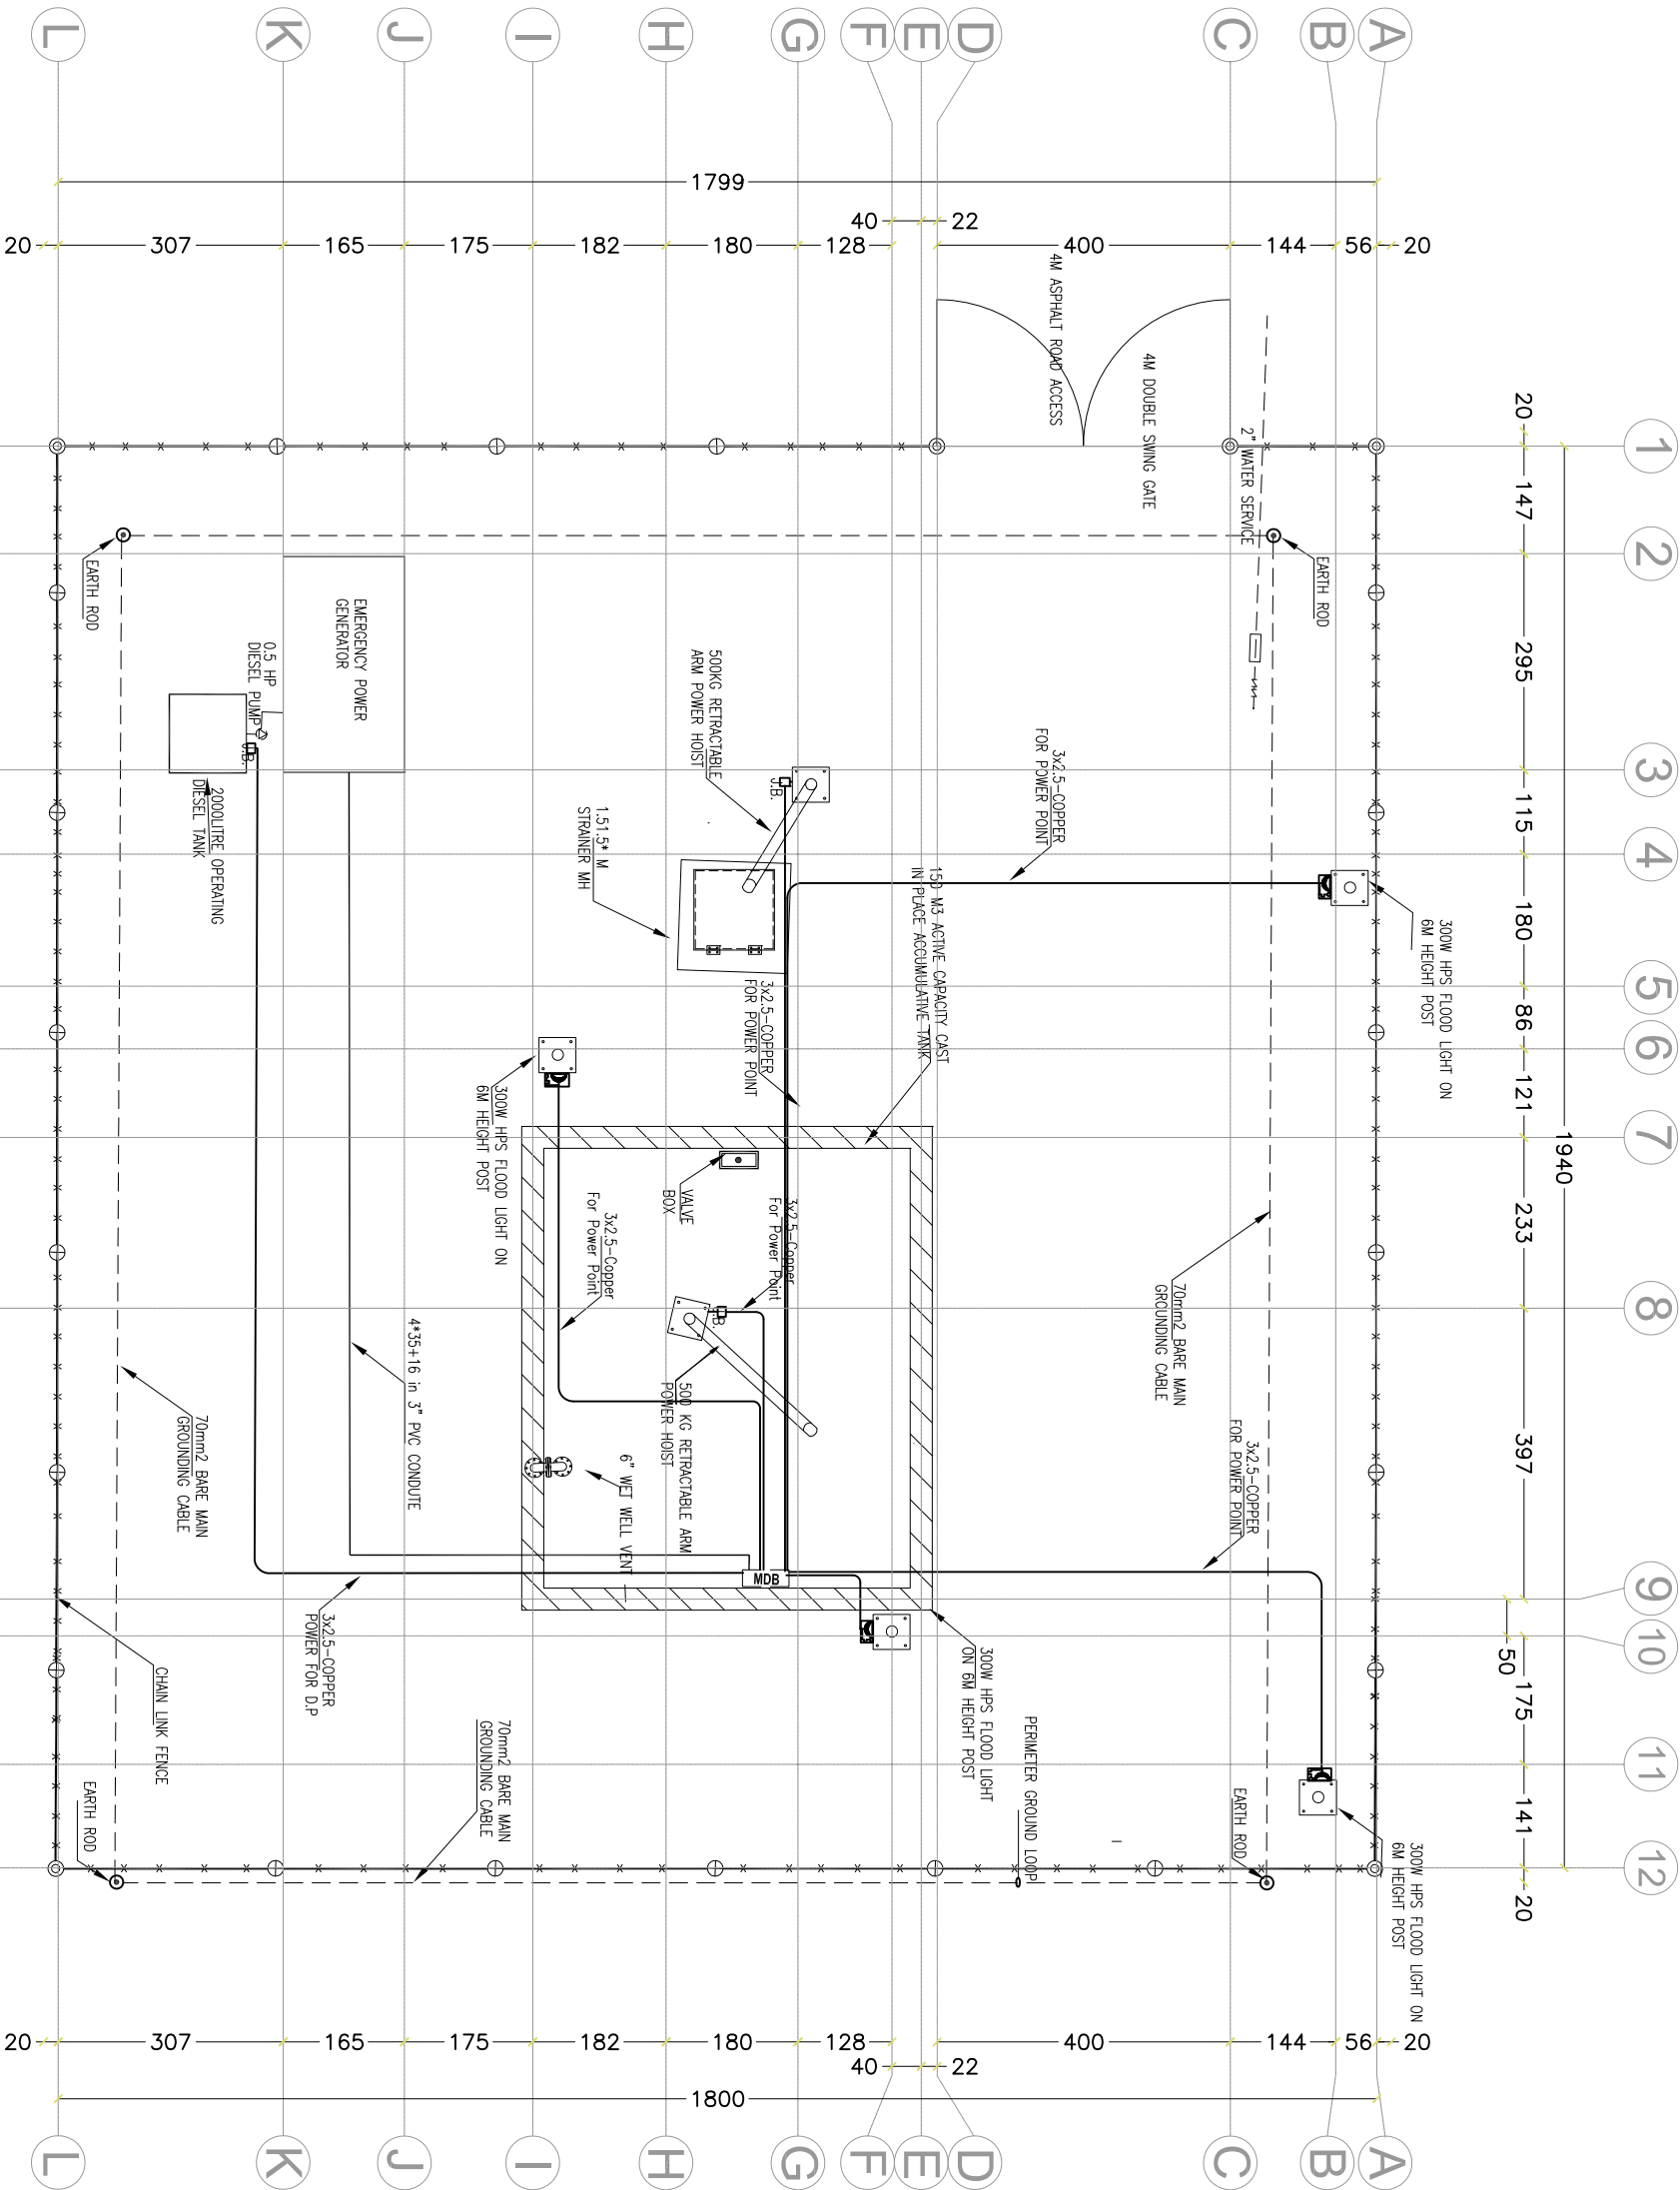 L
K
J
I
H
G
F
E
D
C
B
A
1799
40
22
20
307
165
175
182
180
128
400
144
56
20
4M ASPHALT ROAD ACCESS
4M DOUBLE SWING GATE
2" WATER SERVICE
20
1
147
2
295
3
115
4
180
5
86
6
121
7
1940
233
8
397
9
50
10
175
11
141
12
20
EARTH ROD
EARTH ROD
EMERGENCY POWER
GENERATOR
0.5 HP
DIESEL PUMP
J.B.
2000LITRE OPERATING
DIESEL TANK
500KG RETRACTABLE
ARM POWER HOIST
J.B.
1.51.5* M
STRAINER MH
3x2.5-COPPER
FOR POWER POINT
300W HPS FLOOD LIGHT ON
6M HEIGHT POST
150 M3 ACTIVE CAPACITY CAST
IN PLACE ACCUMULATIVE TANK
3x2.5-COPPER
FOR POWER POINT
300W HPS FLOOD LIGHT ON
6M HEIGHT POST
VALVE
BOX
3x2.5-Copper
For Power Point
3x2.5-Copper
For Power Point
J.B.
70mm2 BARE MAIN
GROUNDING CABLE
4*35+16 in 3" PVC CONDUTE
500 KG RETRACTABLE ARM
POWER HOIST
6" WET WELL VENT
70mm2 BARE MAIN
GROUNDING CABLE
3x2.5-COPPER
FOR POWER POINT
MDB
3x2.5-COPPER
POWER FOR D.P
CHAIN LINK FENCE
300W HPS FLOOD LIGHT
ON 6M HEIGHT POST
70mm2 BARE MAIN
GROUNDING CABLE
PERIMETER GROUND LOOP
EARTH ROD
EARTH ROD
300W HPS FLOOD LIGHT ON
6M HEIGHT POST
20
307
165
175
182
180
128
400
144
56
20
40
22
1800
L
K
J
I
H
G
F
E
D
C
B
A